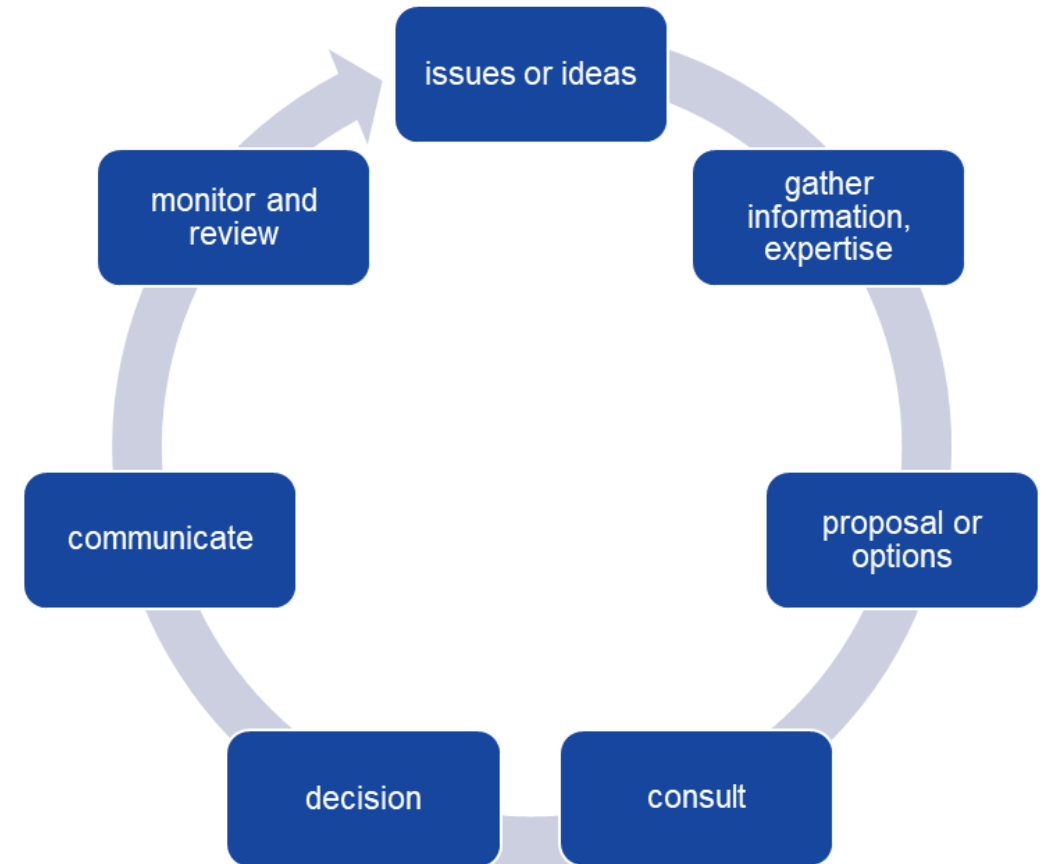 issues or ideas
gather
information,
expertise
proposal or
options
consult
decision
communicate
monitor and
review